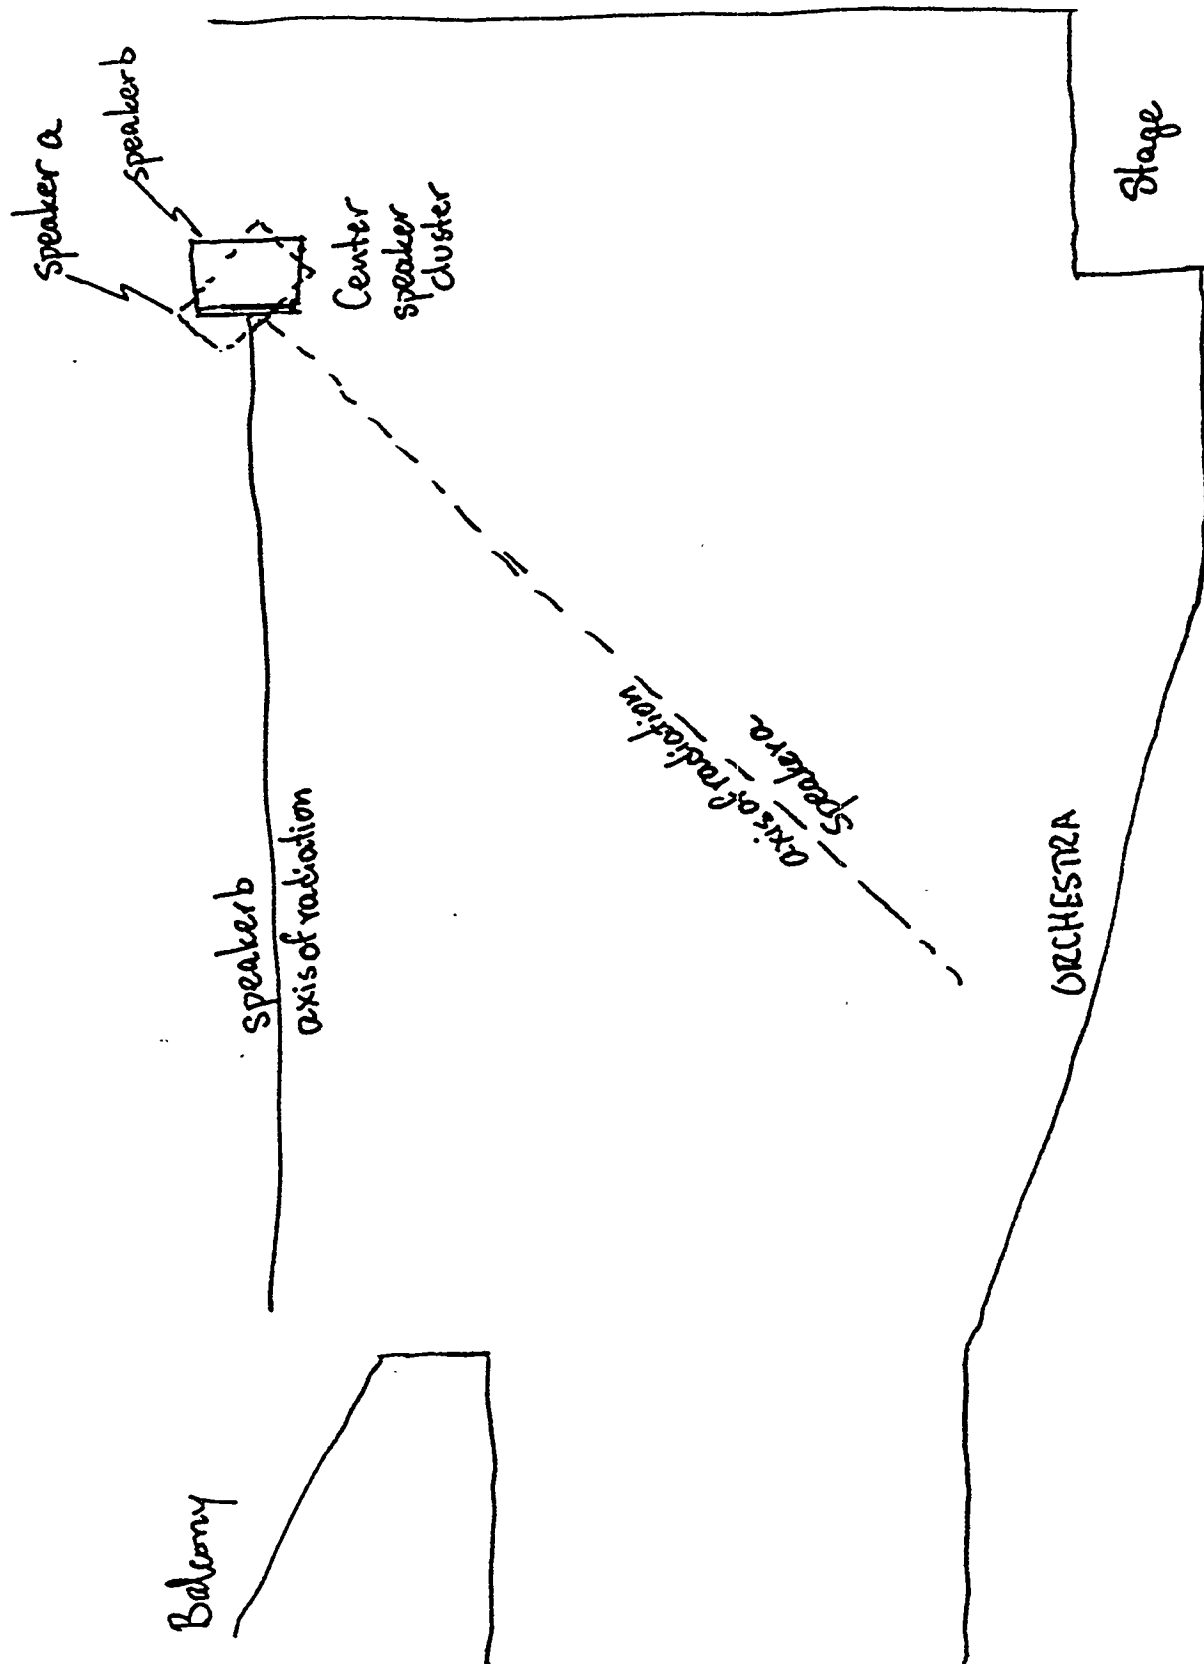 speaker a
speaker b
Center
speaker
cluster
Stage
speaker b
axis of radiation
axis of radiation
speaker a
ORCHESTRA
Balcony